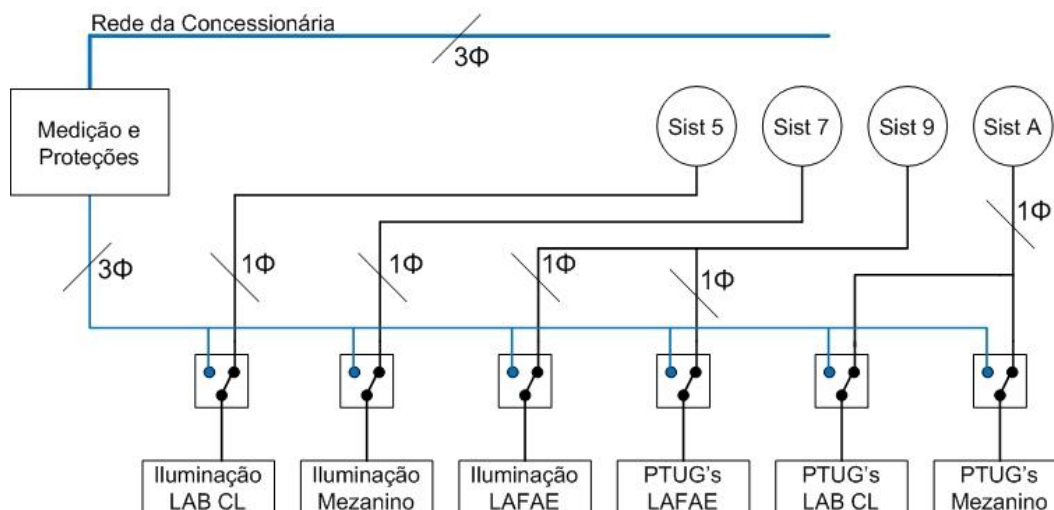 Rede da Concessionária
3Φ
Medição e
Proteções
Sist 5
Sist 7
Sist 9
Sist A
1Φ
3Φ
1Φ
1Φ
1Φ
1Φ
Iluminação
LAB CL
Iluminação
Mezanino
Iluminação
LAFAE
PTUG's
LAFAE
PTUG's
LAB CL
PTUG's
Mezanino